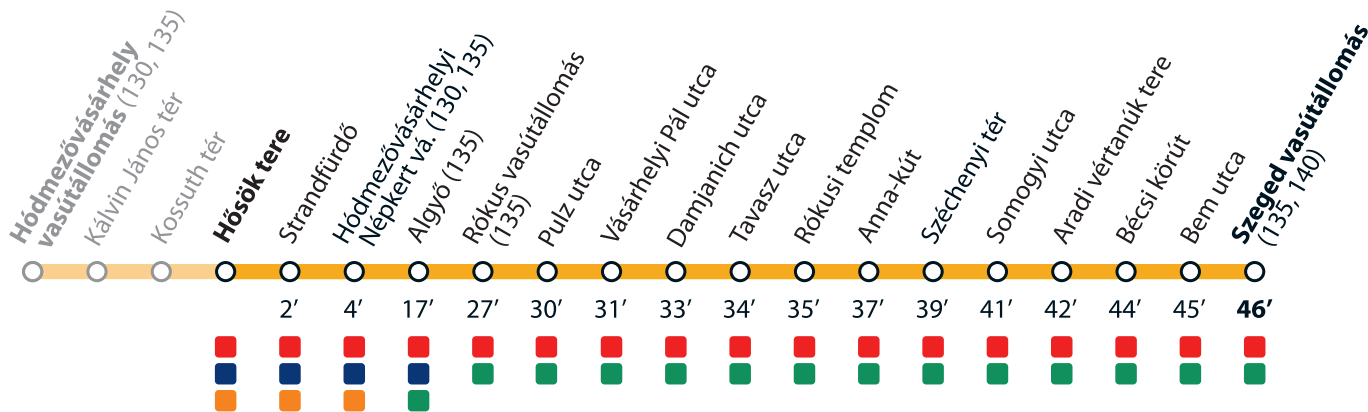 Hódmezővásárhely
vasútállomás (130, 135)
Kálvin János tér
Kossuth tér
Hősök tere
Strandfürdő
Hódmezővásárhelyi
Népkert vá. (130, 135)
Algyő (135)
Rókus vasútállomás
(135)
Pulz utca
Vásárhelyi Pál utca
Damjanich utca
Tavasz utca
Rókusi templom
Anna-kút
Széchenyi tér
Somogyi utca
Aradi vértanúk tere
Bécsi körút
Bem utca
Szeged vasútállomás
(135, 140)
2’ 4’ 17’ 27’ 30’ 31’ 33’ 34’ 35’ 37’ 39’ 41’ 42’ 44’ 45’ 46’